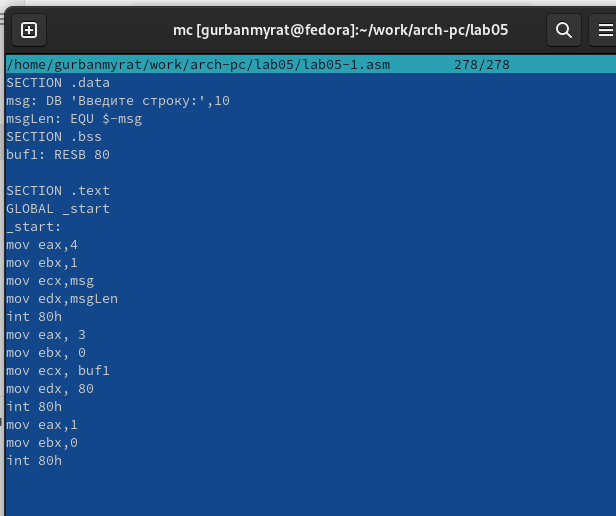 mc [gurbanmyrat@fedora]:~/work/arch-pc/lab05
/home/gurbanmyrat/work/arch-pc/lab05/lab05-1.asm 278/278
SECTION .data
msg: DB 'Введите строку:',10
msgLen: EQU $-msg
SECTION .bss
buf1: RESB 80

SECTION .text
GLOBAL _start
_start:
mov eax,4
mov ebx,1
mov ecx,msg
mov edx,msgLen
int 80h
mov eax, 3
mov ebx, 0
mov ecx, buf1
mov edx, 80
int 80h
mov eax,1
mov ebx,0
int 80h